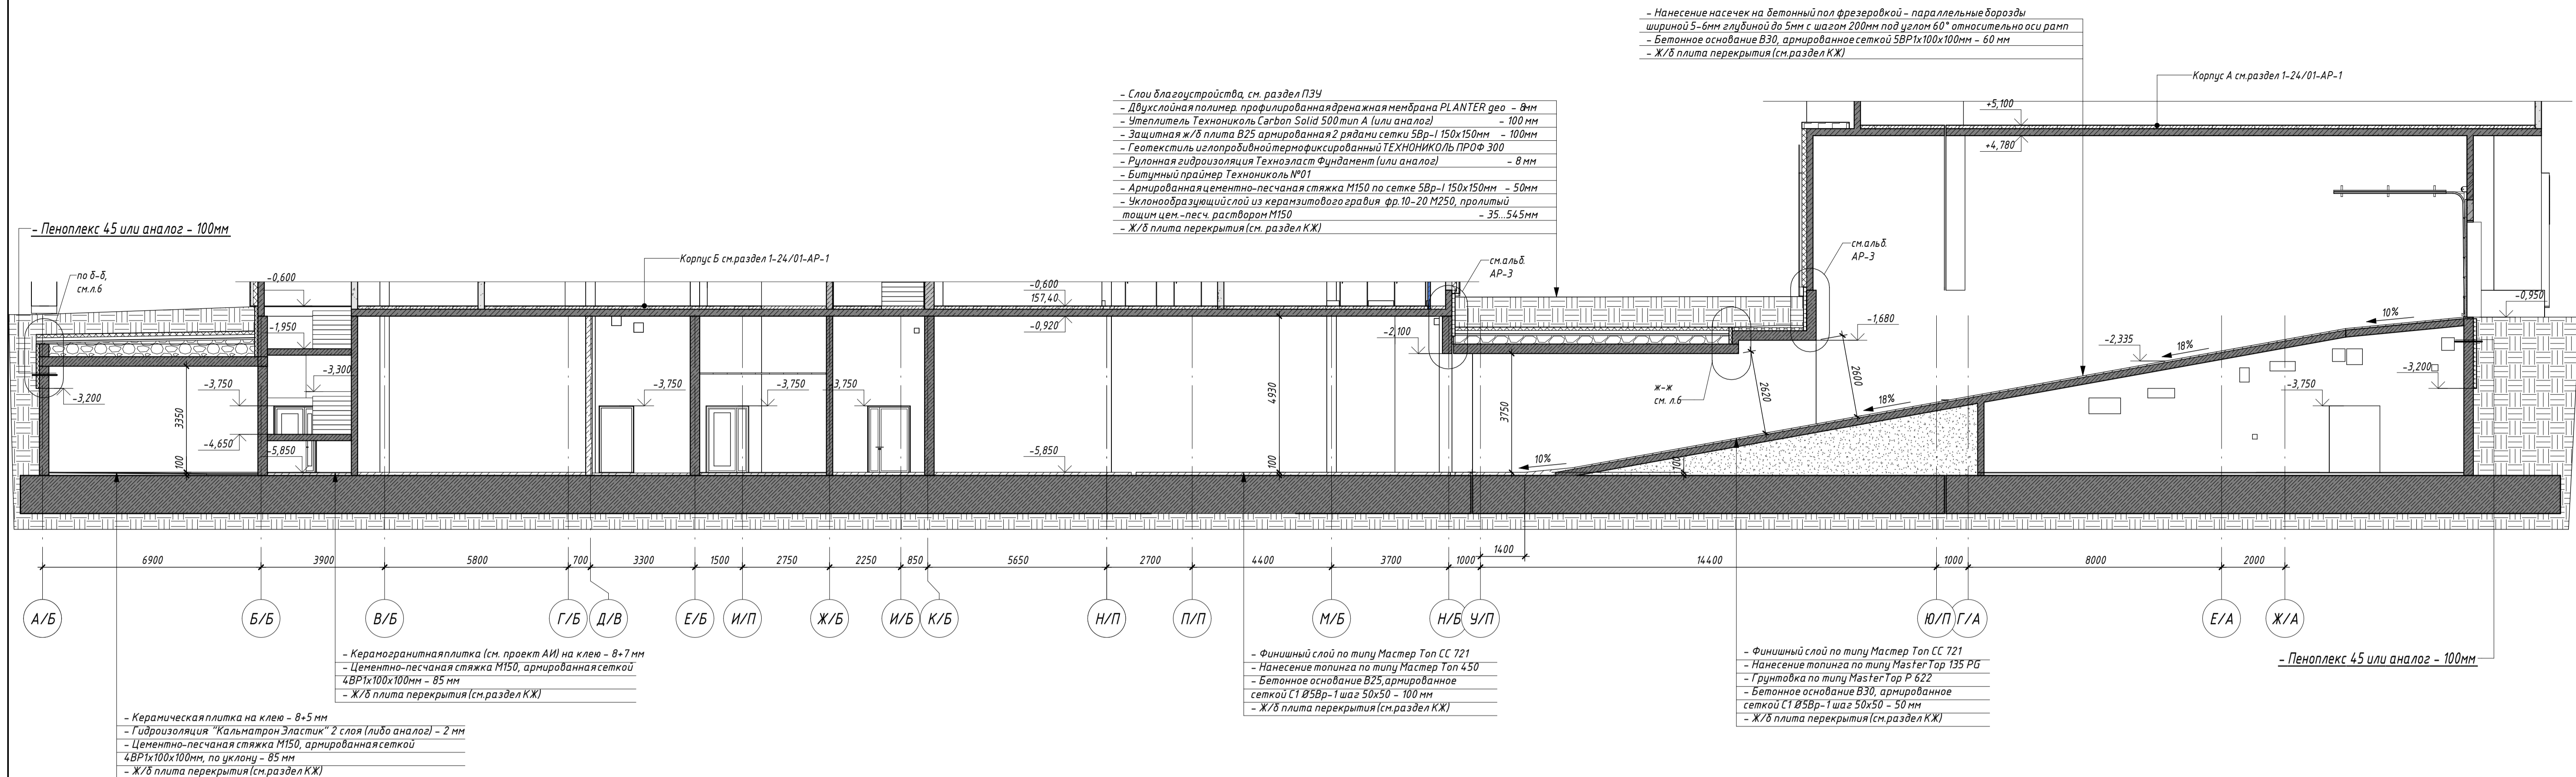 - Нанесение насечек на бетонный пол фрезеровкой - параллельные борозды
шириной 5-6мм глубиной до 5мм с шагом 200мм под углом 60° относительно оси рамп
- Бетонное основание В30, армированное сеткой 5ВР1х100х100мм - 60 мм
- Ж/б плита перекрытия (см.раздел КЖ)
Корпус А см.раздел 1-24/01-АР-1
- Слои благоустройства, см. раздел ПЗУ
- Двухслойная полимер. профилированная дренажная мембрана PLANTER geo - 8мм
- Утеплитель Технониколь Carbon Solid 500 тип А (или аналог) - 100 мм
- Защитная ж/б плита В25 армированная 2 рядами сетки 5Вр-I 150х150мм - 100мм
- Геотекстиль иглопробивной термофиксированный ТЕХНОНИКОЛЬ ПРОФ 300
- Рулонная гидроизоляция Техноэласт Фундамент (или аналог) - 8 мм
- Битумный праймер Технониколь №01
- Армированная цементно-песчаная стяжка М150 по сетке 5Вр-I 150х150мм - 50мм
- Уклонообразующий слой из керамзитового гравия фр.10-20 М250, пролитый
тощим цем.-песч. раствором М150 - 35...545мм
- Ж/б плита перекрытия (см. раздел КЖ)
+5,100
+4,780
- Пеноплекс 45 или аналог - 100мм
по б-б,
см.л.6
Корпус Б см.раздел 1-24/01-АР-1
см.альб.
АР-3
см.альб.
АР-3
-0,600
-1,950
-3,300
-3,750
-3,200
3350
-4,650
-5,850
100
-3,750
-3,750
-3,750
-0,600
157,40
-0,920
4930
-5,850
100
-2,100
3750
ж-ж
см. л.6
2620
2600
-1,680
-2,335
10%
18%
18%
10%
100
-0,950
-3,200
-3,750
6900
3900
5800
700
3300
1500
2750
2250
850
5650
2700
4400
3700
1000
1400
14400
1000
8000
2000
А/Б
Б/Б
В/Б
Г/Б
Д/В
Е/Б
И/П
Ж/Б
И/Б
К/Б
Н/П
П/П
М/Б
Н/Б
У/П
Ю/П
Г/А
Е/А
Ж/А
- Керамогранитная плитка (см. проект АИ) на клею - 8+7 мм
- Цементно-песчаная стяжка М150, армированная сеткой
4ВР1х100х100мм - 85 мм
- Ж/б плита перекрытия (см.раздел КЖ)
- Керамическая плитка на клею - 8+5 мм
- Гидроизоляция "Кальматрон Эластик" 2 слоя (либо аналог) - 2 мм
- Цементно-песчаная стяжка М150, армированная сеткой
4ВР1х100х100мм, по уклону - 85 мм
- Ж/б плита перекрытия (см.раздел КЖ)
- Финишный слой по типу Мастер Топ СС 721
- Нанесение топинга по типу Мастер Топ 450
- Бетонное основание В25,армированное
сеткой С1 Ø5Вр-1 шаг 50х50 - 100 мм
- Ж/б плита перекрытия (см.раздел КЖ)
- Финишный слой по типу Мастер Топ СС 721
- Нанесение топинга по типу MasterTop 135 PG
- Грунтовка по типу MasterTop P 622
- Бетонное основание В30, армированное
сеткой С1 Ø5Вр-1 шаг 50х50 - 50 мм
- Ж/б плита перекрытия (см.раздел КЖ)
- Пеноплекс 45 или аналог - 100мм